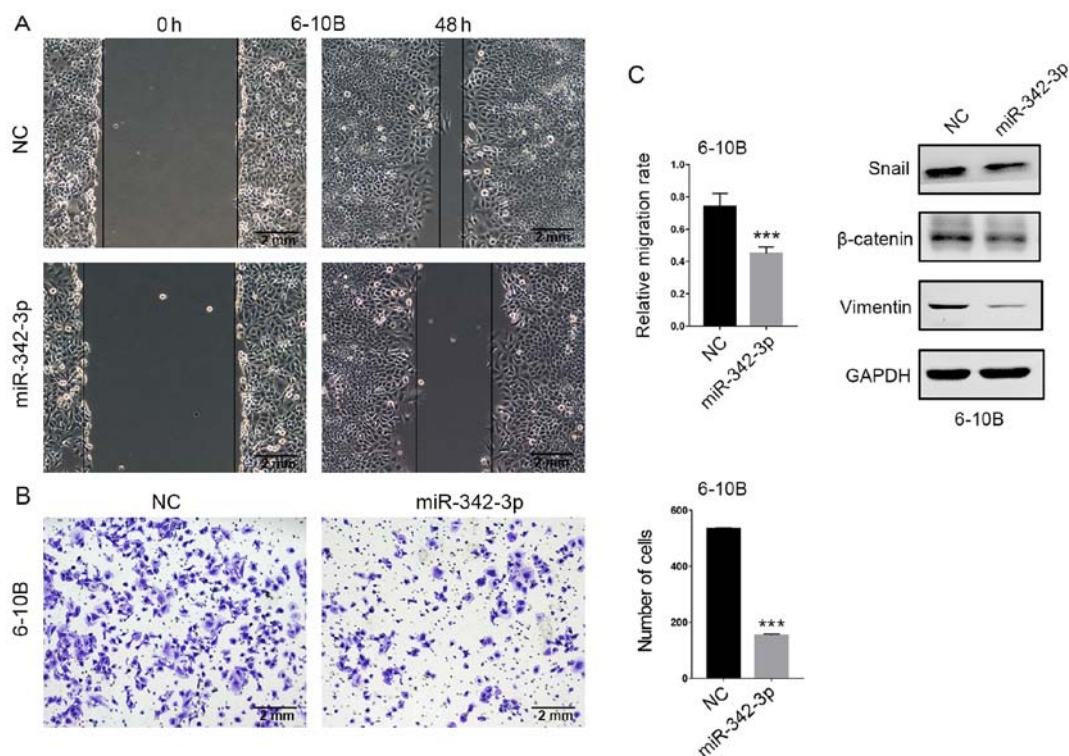 A
0 h 6-10B 48 h
NC
2 mm 2 mm
miR-342-3p
2 mm 2 mm
B
NC miR-342-3p
6-10B
2 mm 2 mm
C
6-10B
Relative migration rate
1.0
0.8
0.6
0.4
0.2
0.0
***
NC
miR-342-3p
NC miR-342-3p
Snail
β-catenin
Vimentin
GAPDH
6-10B
6-10B
Number of cells
600
400
200
0
***
NC
miR-342-3p